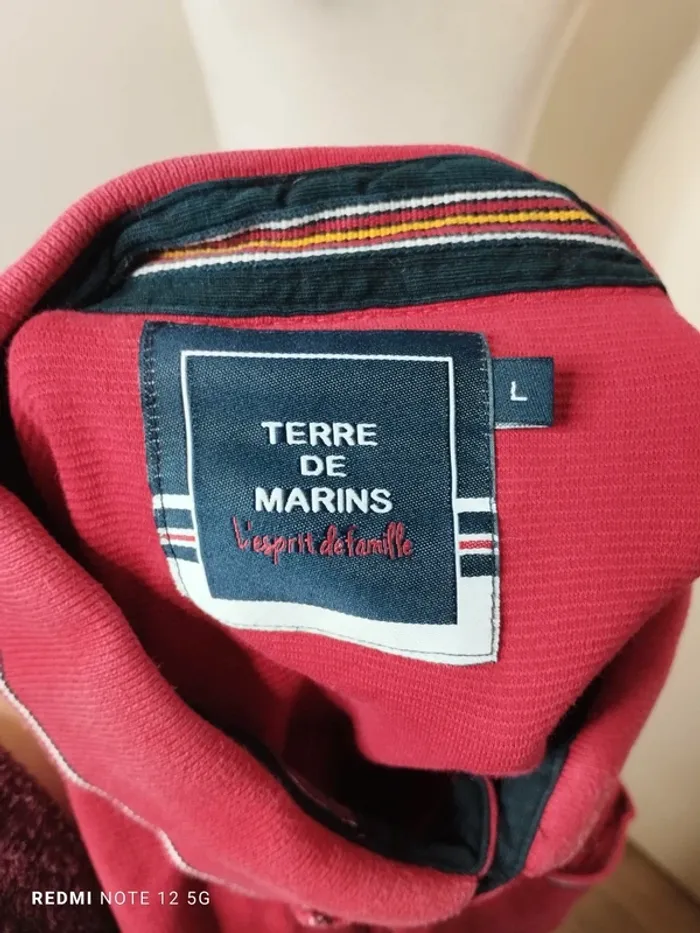 L
TERRE
DE
MARINS
L'esprit de famille
REDMI NOTE 12 5G